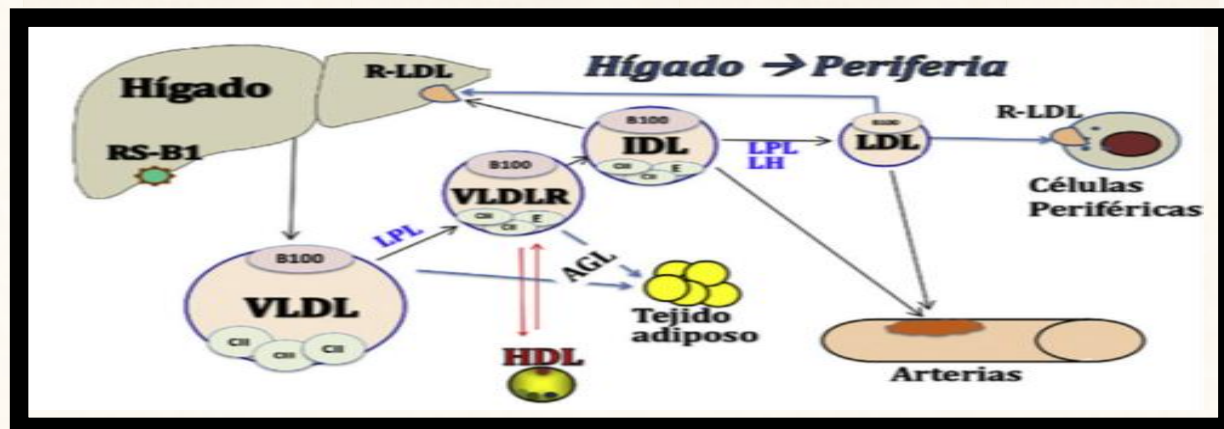 Hígado → Periferia
Hígado
R-LDL
RS-B1
R-LDL
Células
Periféricas
B100
VLDL
CII
CII
CII
LPL
B100
VLDLR
CII
CII
E
B100
IDL
CII
CII
E
LPL
LH
B100
LDL
AGL
Tejido
adiposo
HDL
Arterias